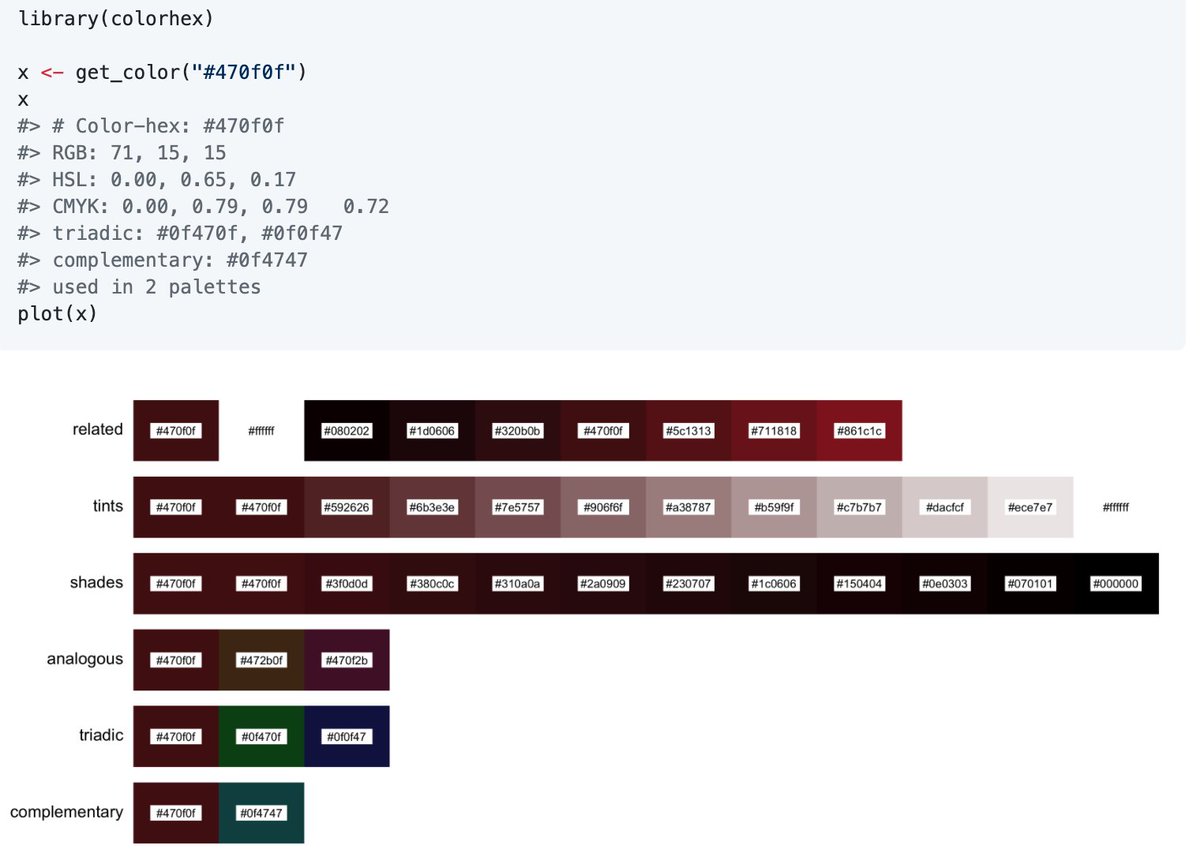 library(colorhex)
x <- get_color("#470f0f")
x
#> # Color-hex: #470f0f
#> RGB: 71, 15, 15
#> HSL: 0.00, 0.65, 0.17
#> CMYK: 0.00, 0.79, 0.79   0.72
#> triadic: #0f470f, #0f0f47
#> complementary: #0f4747
#> used in 2 palettes
plot(x)
related #470f0f #ffffff #080202 #1d0606 #320b0b #470f0f #5c1313 #711818 #861c1c
tints #470f0f #470f0f #592626 #6b3e3e #7e5757 #906f6f #a38787 #b59f9f #c7b7b7 #dacfcf #ece7e7 #ffffff
shades #470f0f #470f0f #3f0d0d #380c0c #310a0a #2a0909 #230707 #1c0606 #150404 #0e0303 #070101 #000000
analogous #470f0f #472b0f #470f2b
triadic #470f0f #0f470f #0f0f47
complementary #470f0f #0f4747